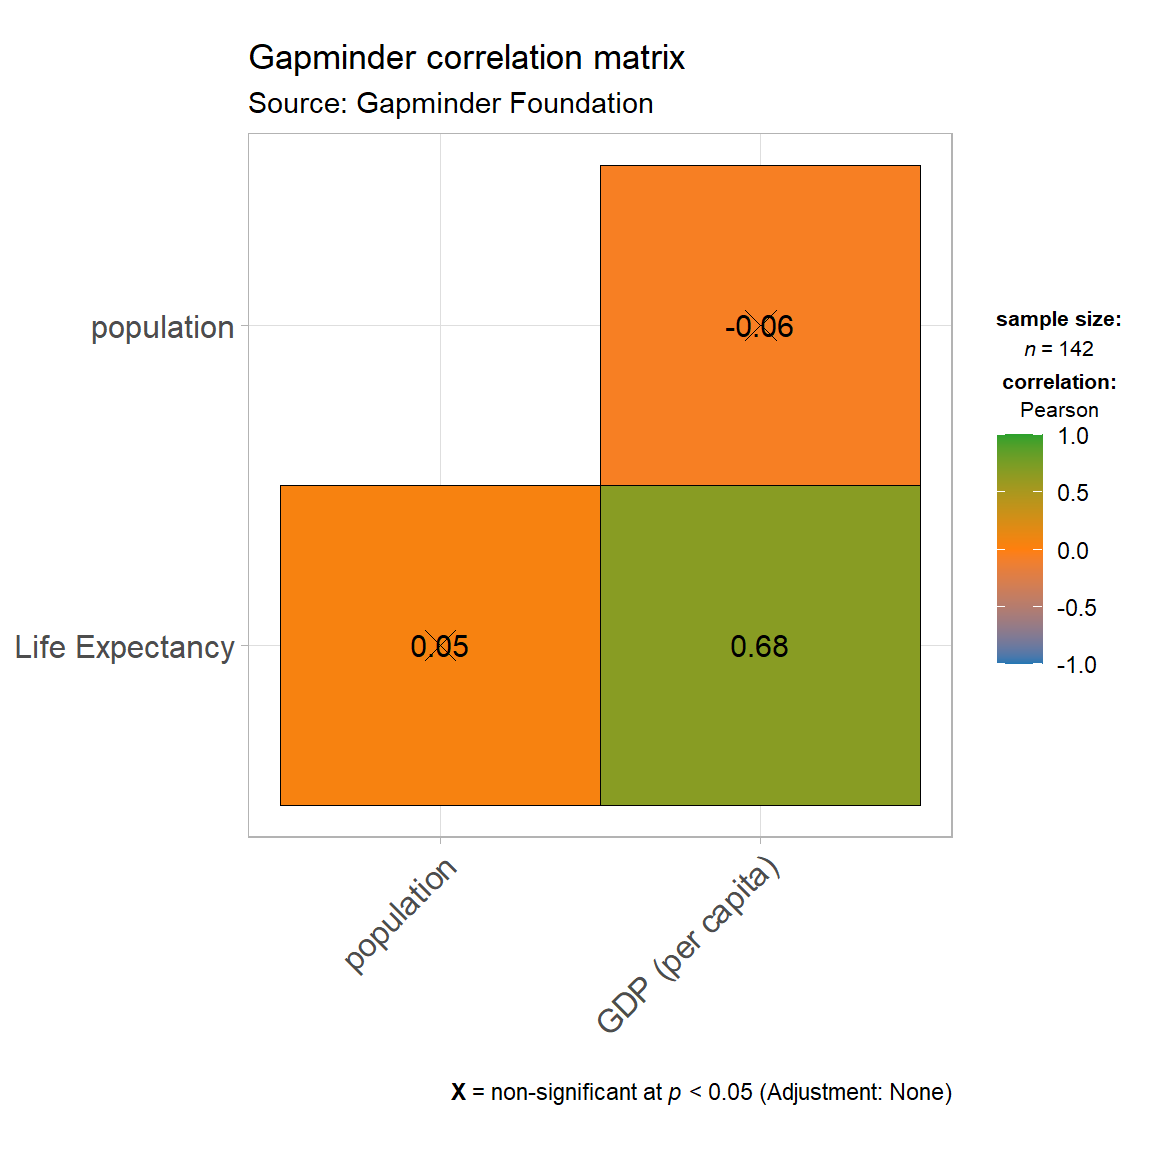 Gapminder correlation matrix
Source: Gapminder Foundation
population
-0.06
Life Expectancy
0.05
0.68
population
GDP (per capita)
sample size:
n = 142
correlation:
Pearson
1.0
0.5
0.0
-0.5
-1.0
X = non-significant at p < 0.05 (Adjustment: None)